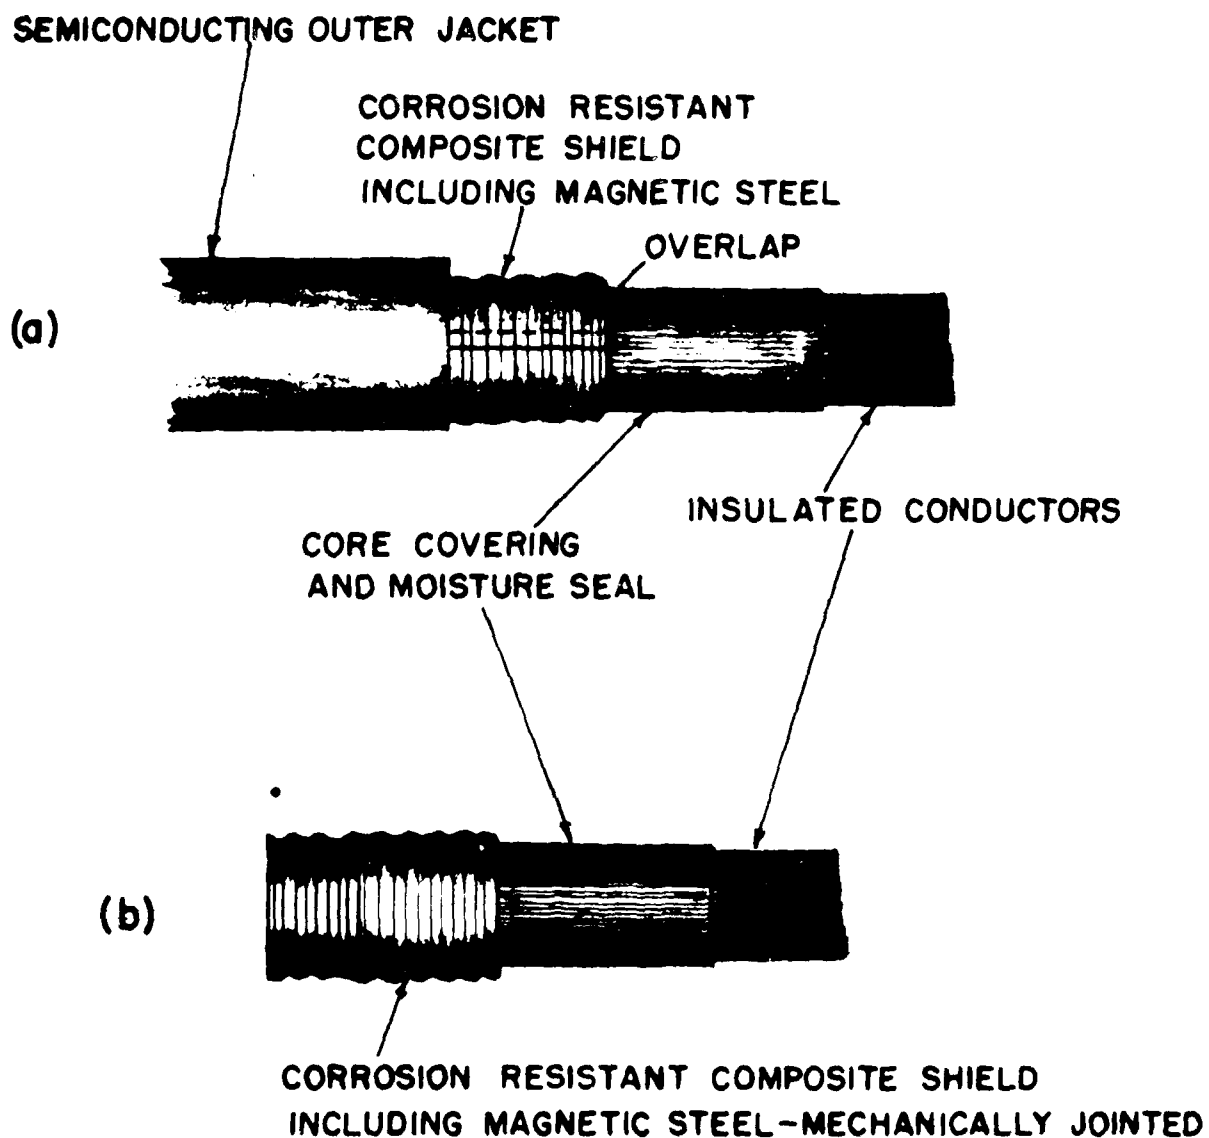 SEMICONDUCTING OUTER JACKET
CORROSION RESISTANT
COMPOSITE SHIELD
INCLUDING MAGNETIC STEEL
OVERLAP
(a)
INSULATED CONDUCTORS
CORE COVERING
AND MOISTURE SEAL
(b)
CORROSION RESISTANT COMPOSITE SHIELD
INCLUDING MAGNETIC STEEL-MECHANICALLY JOINTED